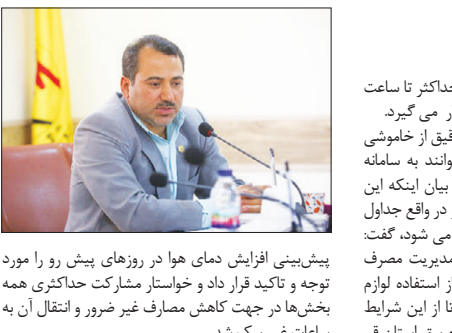 حداکثر تا ساعت
می گیرد.
دقیق از خاموشی
توانند به سامانه
بیان اینکه این
در واقع جداول
می شود، گفت:
مدیریت مصرف
از استفاده لوازم
تا از این شرایط
پیش‌بینی افزایش دمای هوا در روزهای پیش رو را مورد
توجه و تاکید قرار داد و خواستار مشارکت حداکثری همه
بخش‌ها در جهت کاهش مصارف غیر ضرور و انتقال آن به